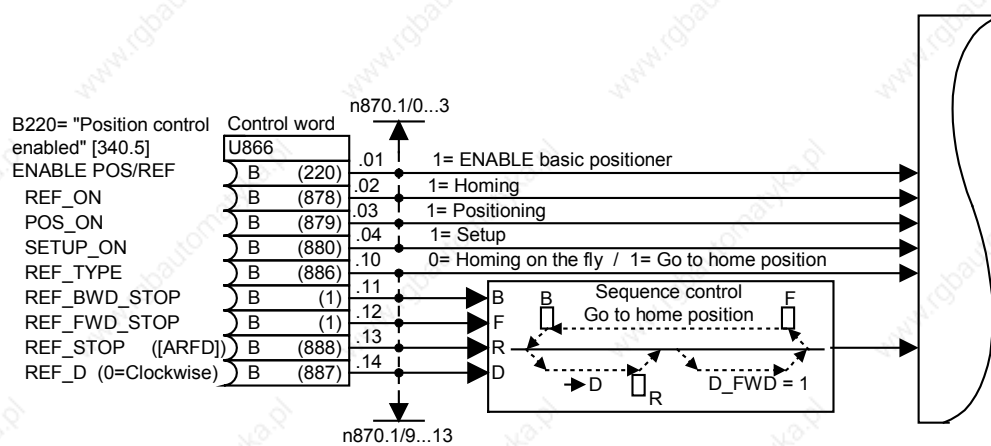 n870.1/0...3
B220= "Position control enabled" [340.5]
Control word
U866
ENABLE POS/REF B (220) .01 1= ENABLE basic positioner
REF_ON B (878) .02 1= Homing
POS_ON B (879) .03 1= Positioning
SETUP_ON B (880) .04 1= Setup
REF_TYPE B (886) .10 0= Homing on the fly / 1= Go to home position
REF_BWD_STOP B (1) .11 B
REF_FWD_STOP B (1) .12 F
REF_STOP ([ARFD]) B (888) .13 R
REF_D (0=Clockwise) B (887) .14 D
Sequence control
Go to home position
B F
D R D_FWD = 1
n870.1/9...13
www.rgbautomatyka.pl